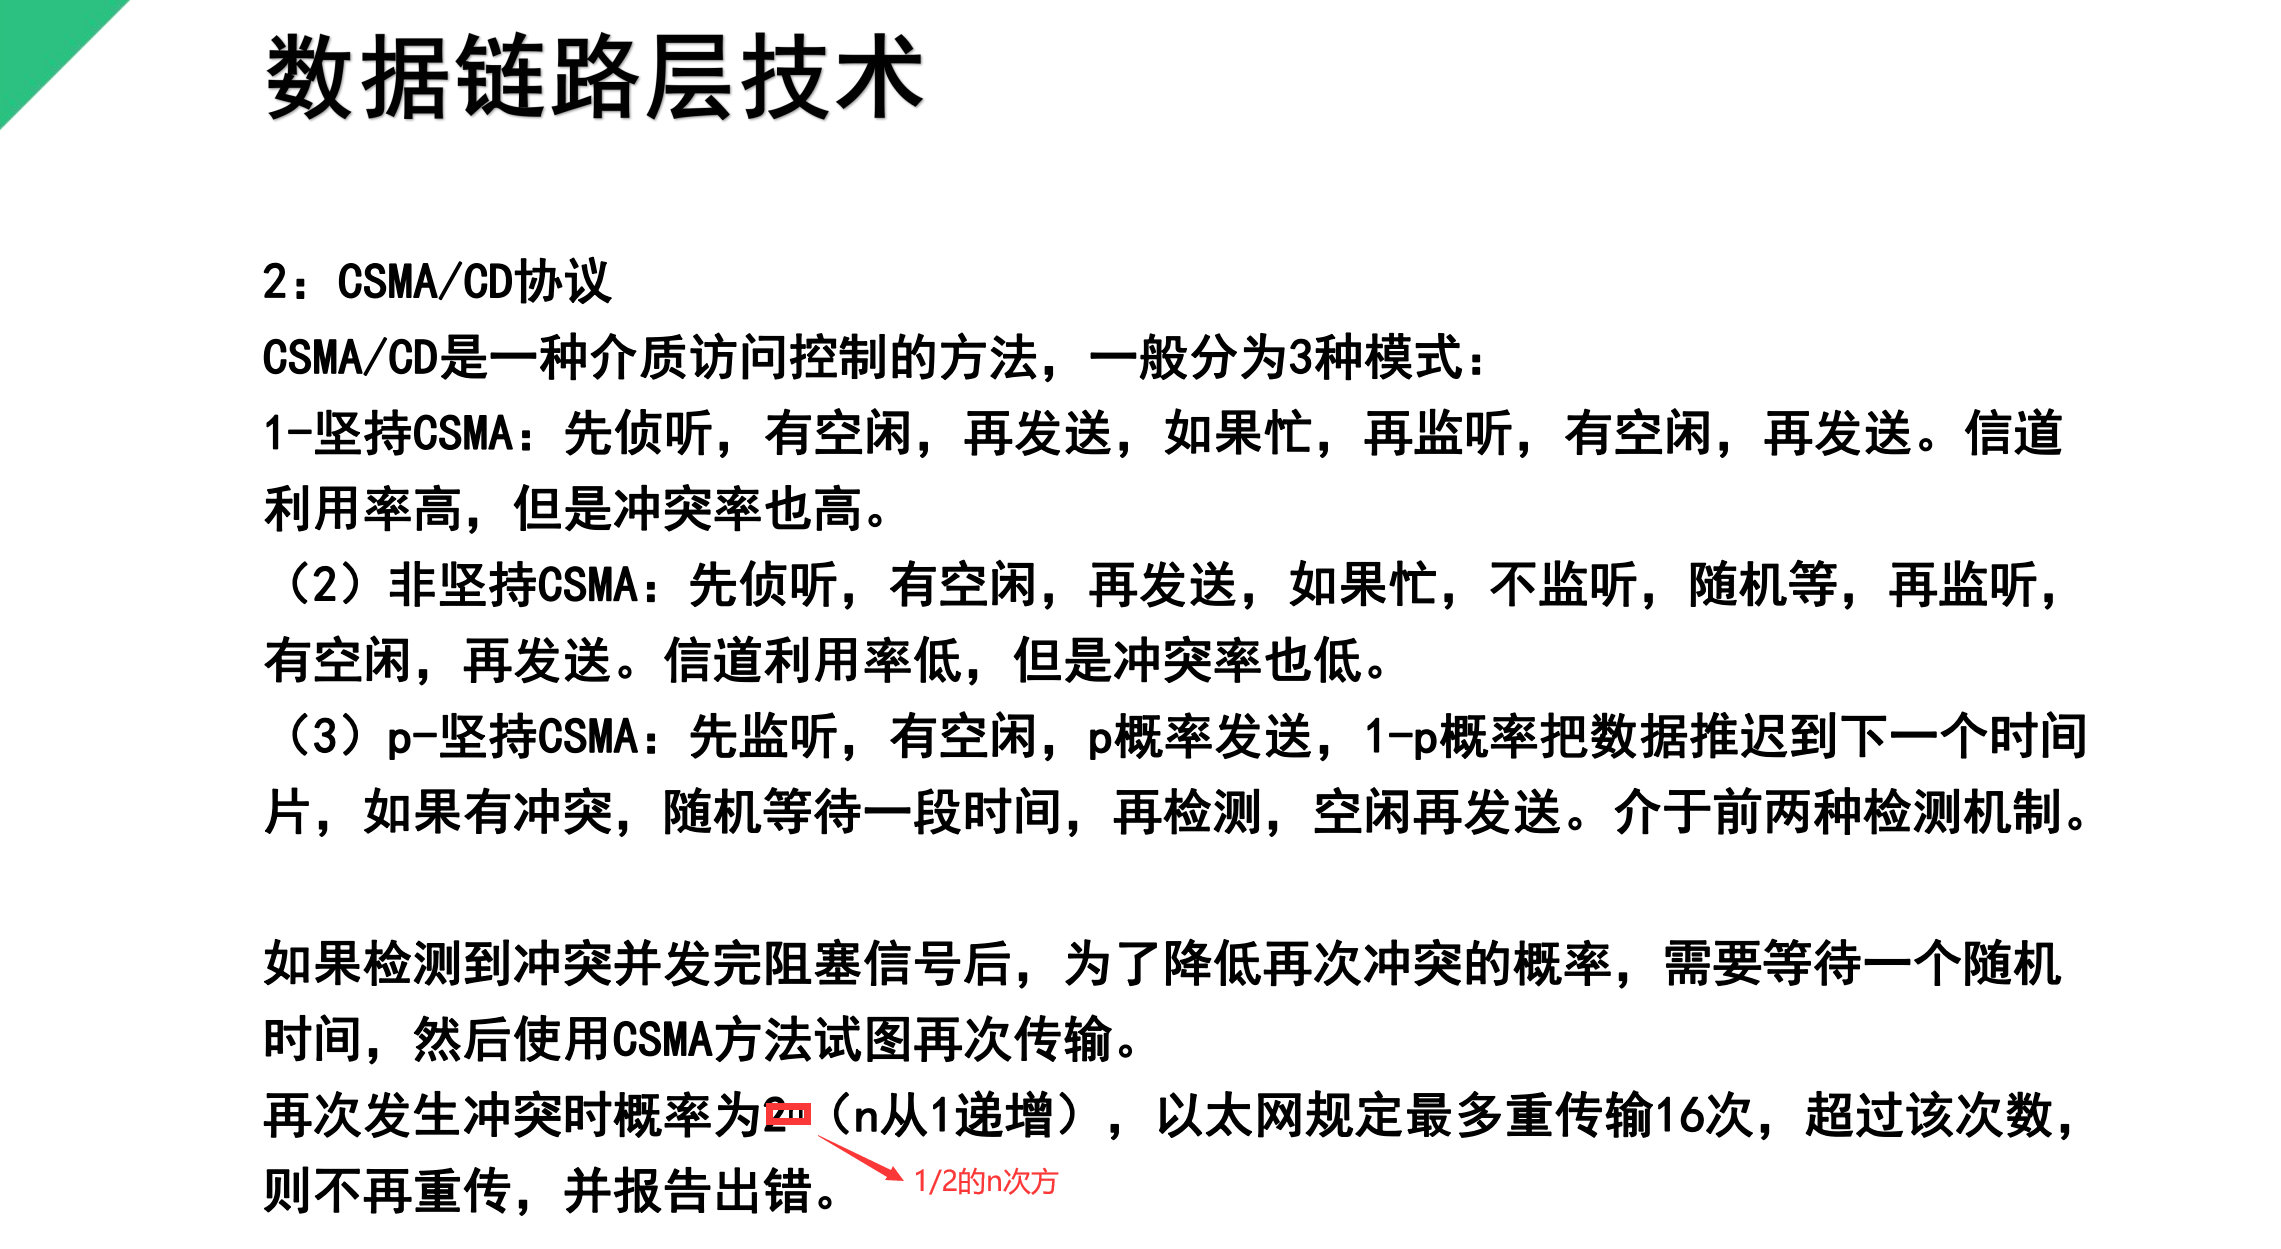 数据链路层技术
2：CSMA/CD协议
CSMA/CD是一种介质访问控制的方法，一般分为3种模式：
1-坚持CSMA：先侦听，有空闲，再发送，如果忙，再监听，有空闲，再发送。信道
利用率高，但是冲突率也高。
（2）非坚持CSMA：先侦听，有空闲，再发送，如果忙，不监听，随机等，再监听，
有空闲，再发送。信道利用率低，但是冲突率也低。
（3）p-坚持CSMA：先监听，有空闲，p概率发送，1-p概率把数据推迟到下一个时间
片，如果有冲突，随机等待一段时间，再检测，空闲再发送。介于前两种检测机制。
如果检测到冲突并发完阻塞信号后，为了降低再次冲突的概率，需要等待一个随机
时间，然后使用CSMA方法试图再次传输。
再次发生冲突时概率为2n（n从1递增），以太网规定最多重传输16次，超过该次数，
则不再重传，并报告出错。
1/2的n次方